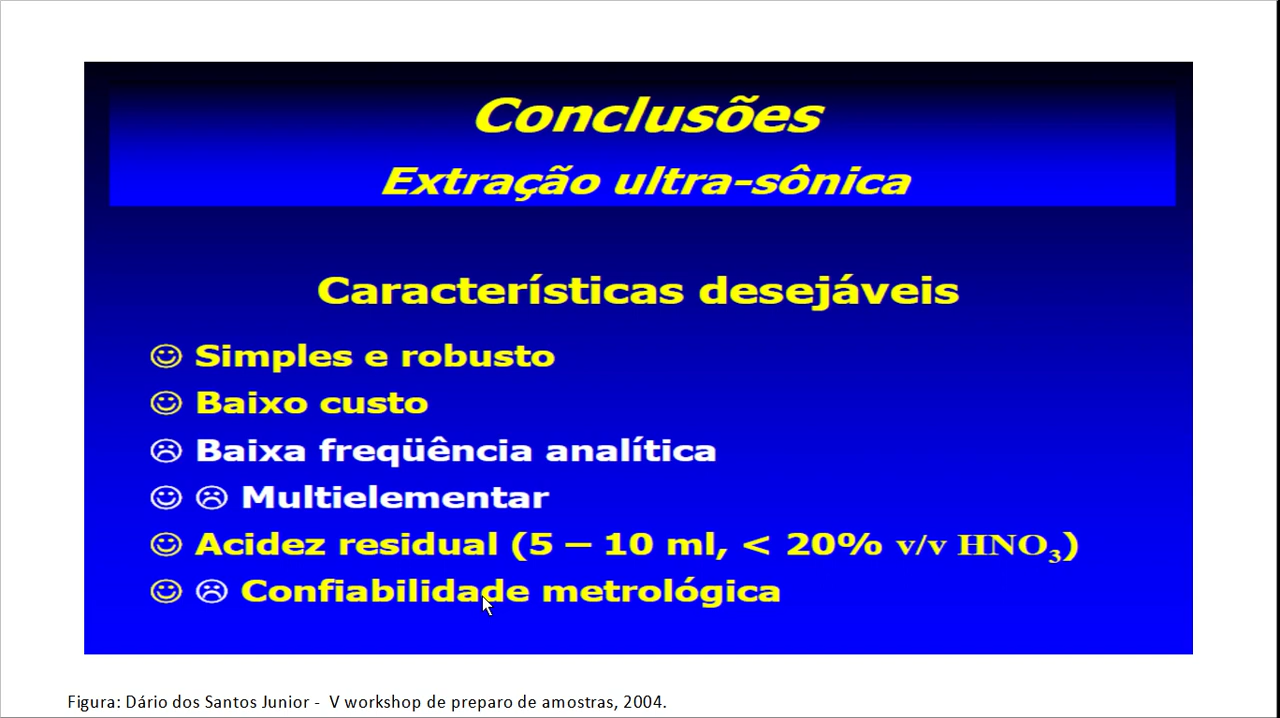 Conclusões
Extração ultra-sônica
Características desejáveis
☺ Simples e robusto
☺ Baixo custo
☹ Baixa freqüência analítica
☺ ☹ Multielementar
☺ Acidez residual (5 – 10 ml, < 20% v/v HNO₃)
☺ ☹ Confiabilidade metrológica
Figura: Dário dos Santos Junior - V workshop de preparo de amostras, 2004.